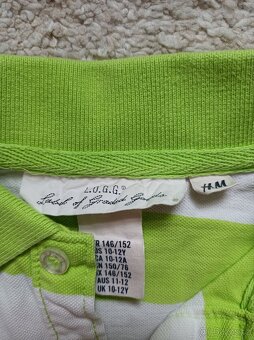 L.O.G.G.®
Label of Graded Goods
H&M
R 146/152
S 10-12Y
CA 10-12A
CN 150/76
MX 146/152
AUS 11-12
UK 10-12Y